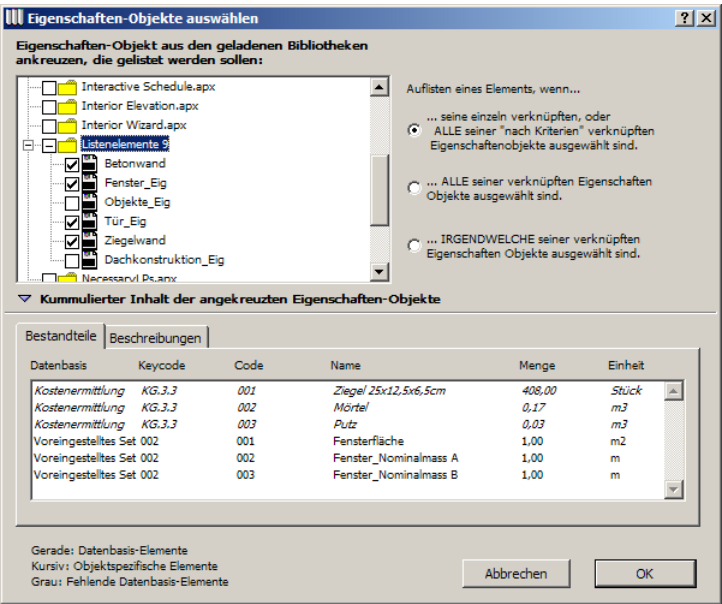 Eigenschaften-Objekte auswählen
Eigenschaften-Objekt aus den geladenen Bibliotheken
ankreuzen, die gelistet werden sollen:
Interactive Schedule.apx
Interior Elevation.apx
Interior Wizard.apx
Listenelemente 9
Betonwand
Fenster_Eig
Objekte_Eig
Tür_Eig
Ziegelwand
Dachkonstruktion_Eig
NecessaryLPs.apx
Auflisten eines Elements, wenn...
... seine einzeln verknüpften, oder
ALLE seiner "nach Kriterien" verknüpften
Eigenschaftenobjekte ausgewählt sind.
... ALLE seiner verknüpften Eigenschaften
Objekte ausgewählt sind.
... IRGENDWELCHE seiner verknüpften
Eigenschaften Objekte ausgewählt sind.
Kummulierter Inhalt der angekreuzten Eigenschaften-Objekte
Bestandteile Beschreibungen
Datenbasis Keycode Code Name Menge Einheit
Kostenermittlung KG.3.3 001 Ziegel 25x12,5x6,5cm 408,00 Stück
Kostenermittlung KG.3.3 002 Mörtel 0,17 m3
Kostenermittlung KG.3.3 003 Putz 0,03 m3
Voreingestelltes Set 002 001 Fensterfläche 1,00 m2
Voreingestelltes Set 002 002 Fenster_Nominalmass A 1,00 m
Voreingestelltes Set 002 003 Fenster_Nominalmass B 1,00 m
Gerade: Datenbasis-Elemente
Kursiv: Objektspezifische Elemente
Grau: Fehlende Datenbasis-Elemente
Abbrechen OK